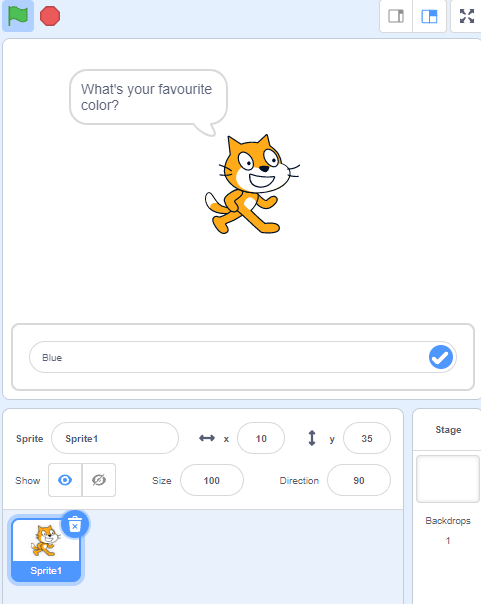 What's your favourite
color?
Blue
Sprite Sprite1 x 10 y 35
Show Size 100 Direction 90
Stage
Backdrops
1
Sprite1